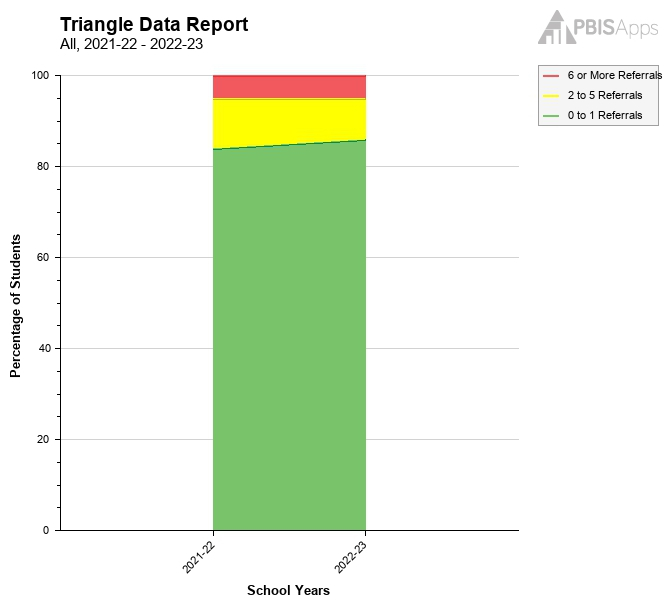 Triangle Data Report
All, 2021-22 - 2022-23
PBISApps
6 or More Referrals
2 to 5 Referrals
0 to 1 Referrals
100
80
60
40
20
0
Percentage of Students
2021-22
2022-23
School Years